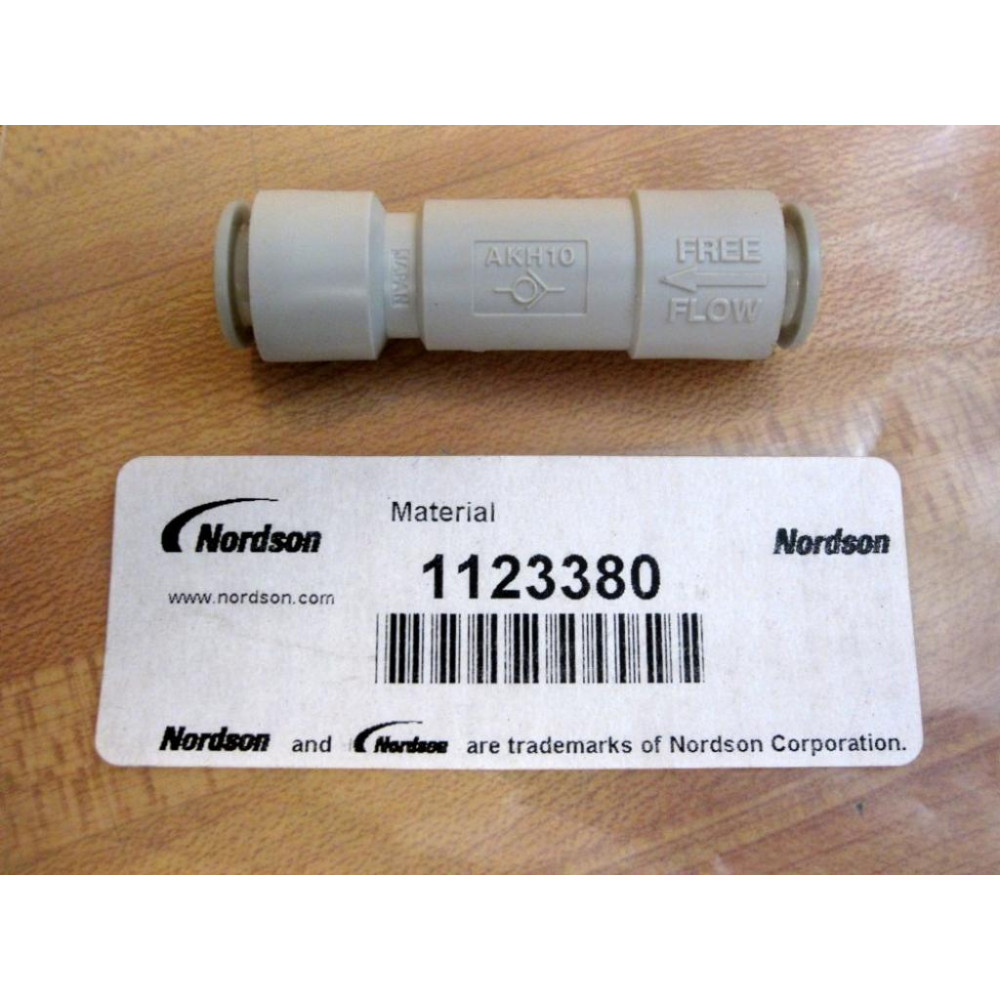 JAPAN
AKH10
FREE
FLOW
Nordson
www.nordson.com
Material
1123380
Nordson
Nordson and Nordson are trademarks of Nordson Corporation.